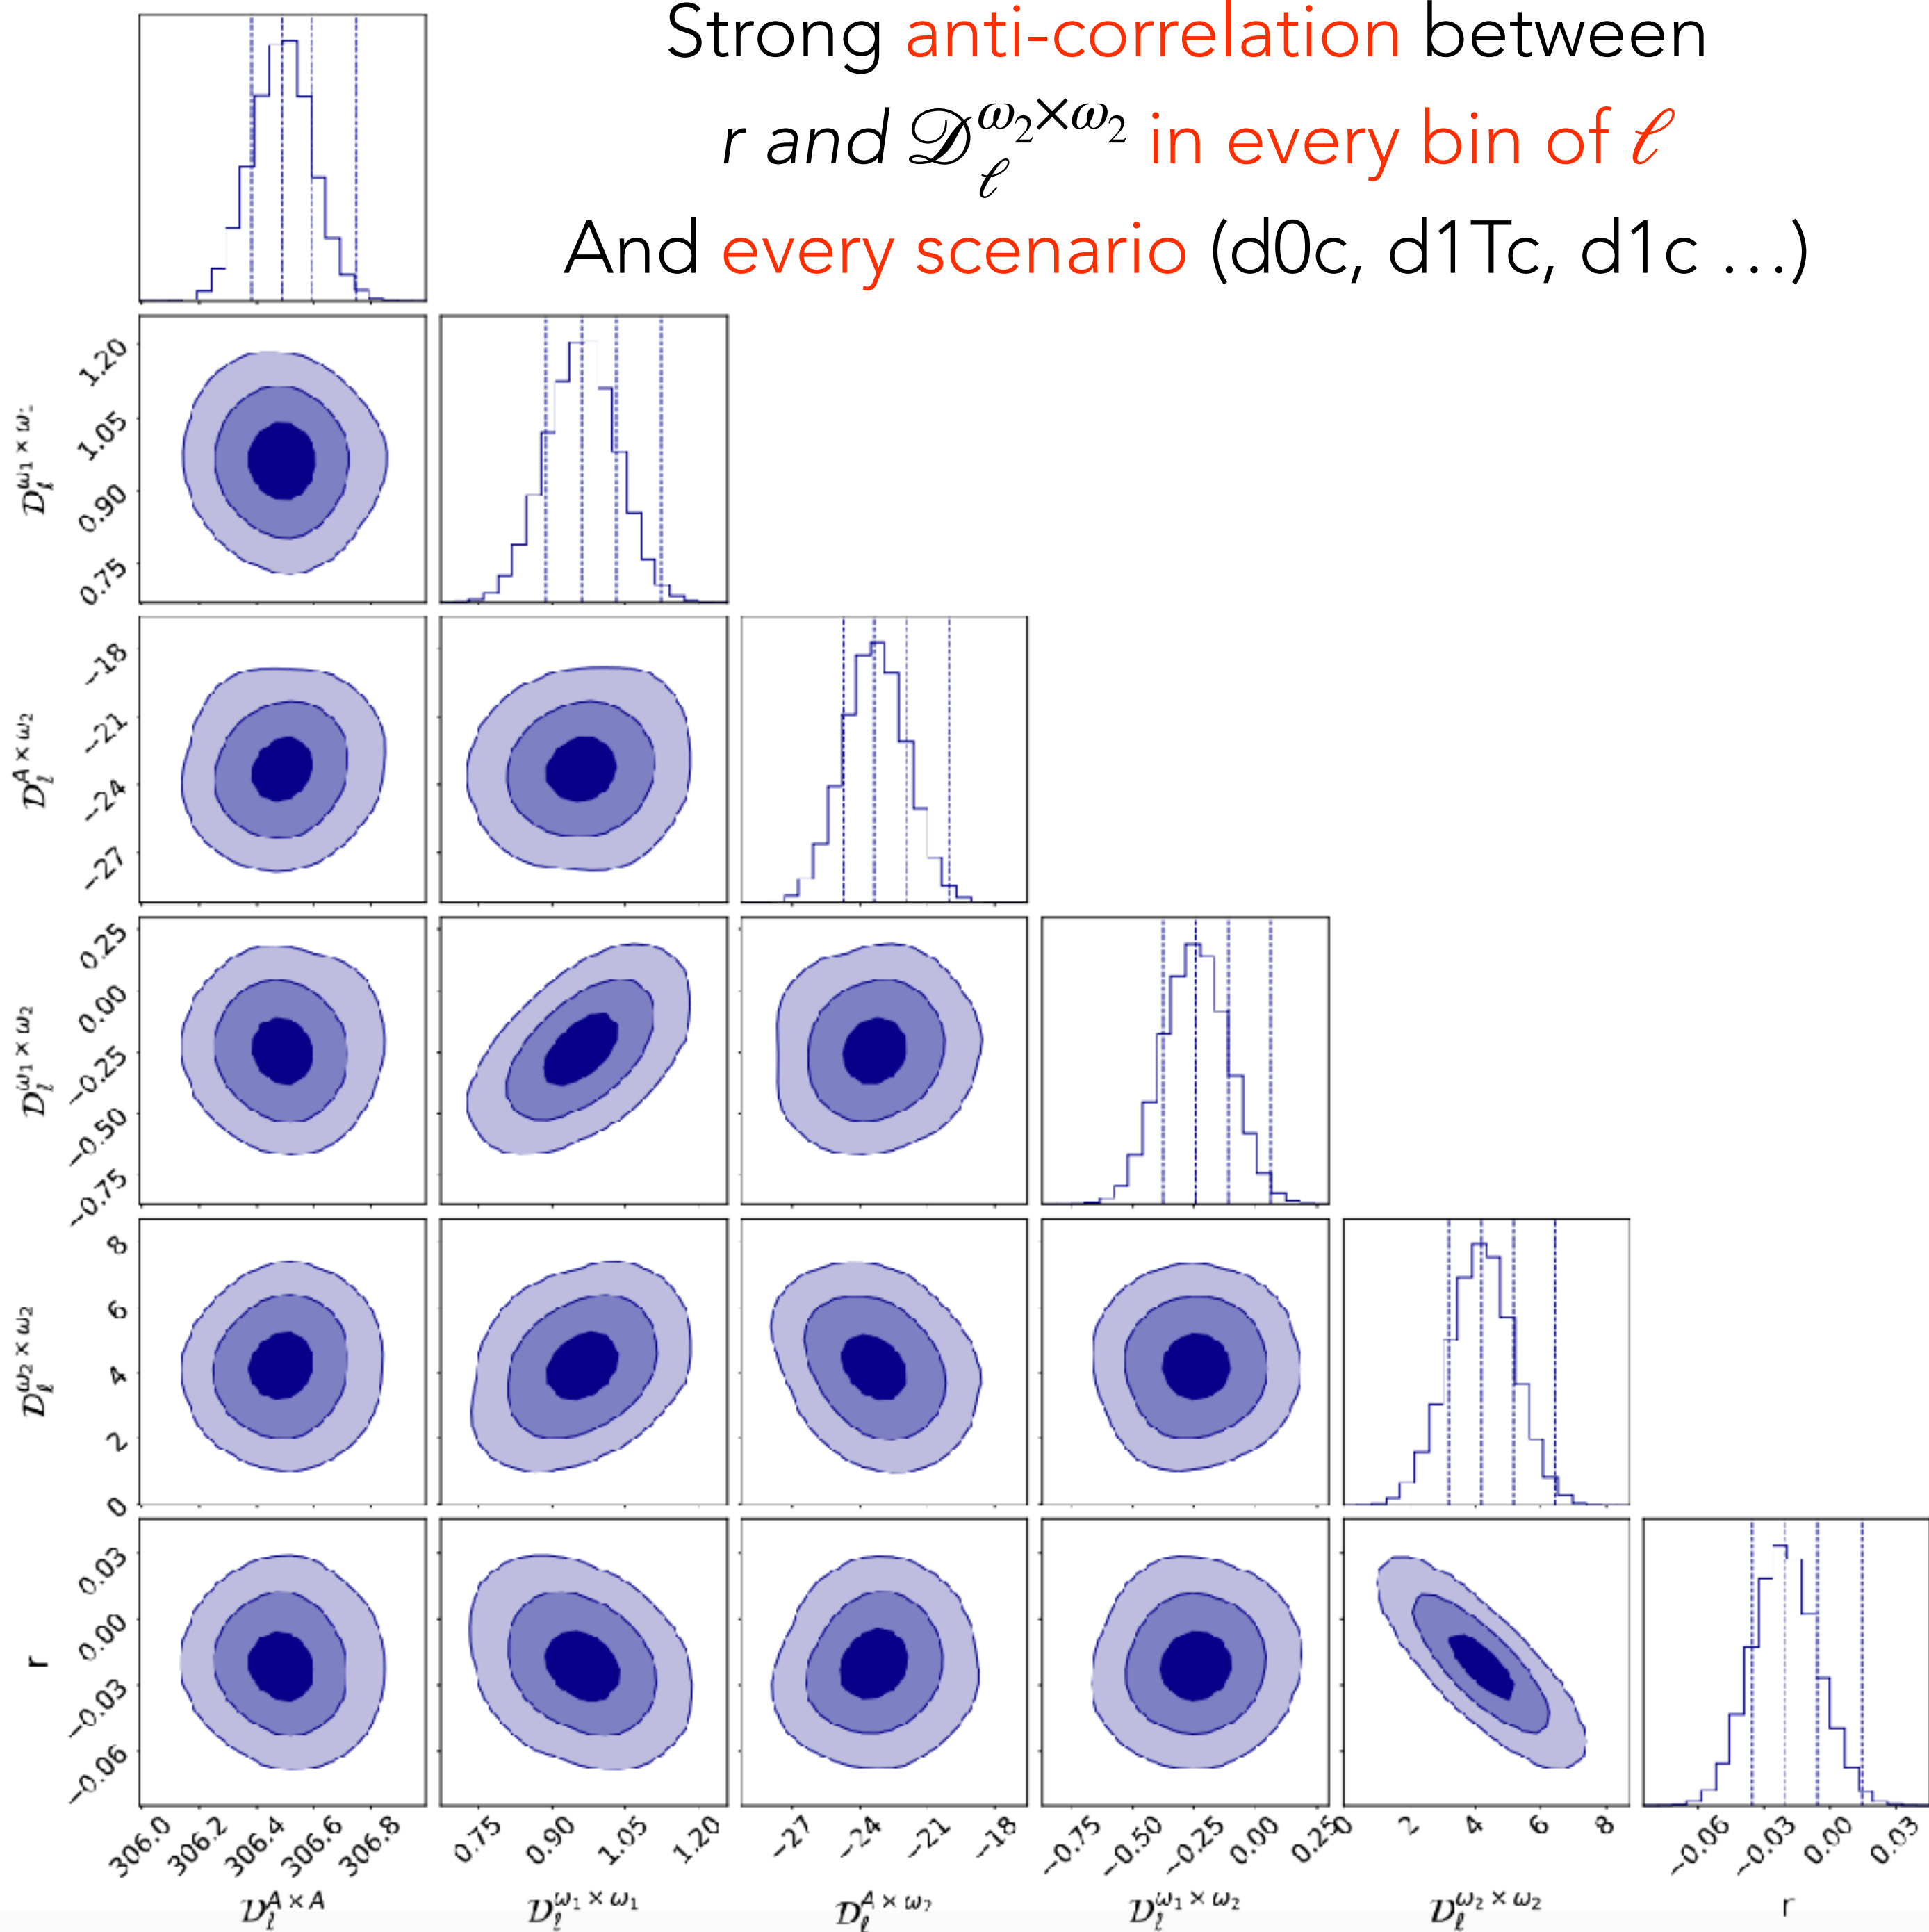 Strong anti-correlation between
r and 𝒟ℓ^ω₂×ω₂ in every bin of ℓ
And every scenario (d0c, d1Tc, d1c …)
1.20
1.05
0.90
0.75
𝒟ℓ^ω₁ × ω
-18
-21
-24
-27
𝒟ℓ^A × ω₂
0.25
0.00
-0.25
-0.50
-0.75
𝒟ℓ^ω₁ × ω₂
8
6
4
2
0
𝒟ℓ^ω₂ × ω₂
0.03
0.00
-0.03
-0.06
r
306.0 306.2 306.4 306.6 306.8 0.75 0.90 1.05 1.20 -27 -24 -21 -18 -0.75 -0.50 -0.25 0.00 0.25 0 2 4 6 8 -0.06 -0.03 0.00 0.03
𝒟ℓ^A × A 𝒟ℓ^ω₁ × ω₁ 𝒟ℓ^A × ω₂ 𝒟ℓ^ω₁ × ω₂ 𝒟ℓ^ω₂ × ω₂ r